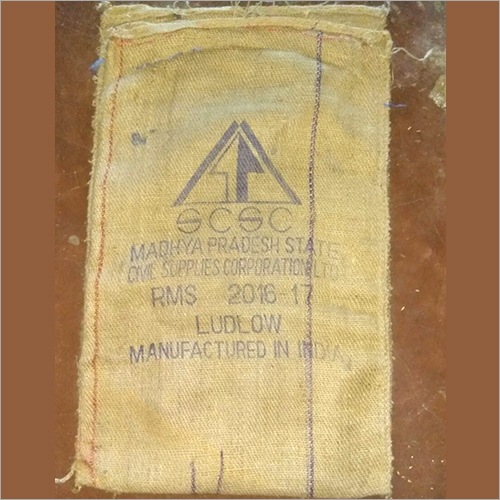 SCSC
MADHYA PRADESH STATE
CIVIL SUPPLIES CORPORATION LTD
RMS 2016-17
LUDLOW
MANUFACTURED IN INDIA